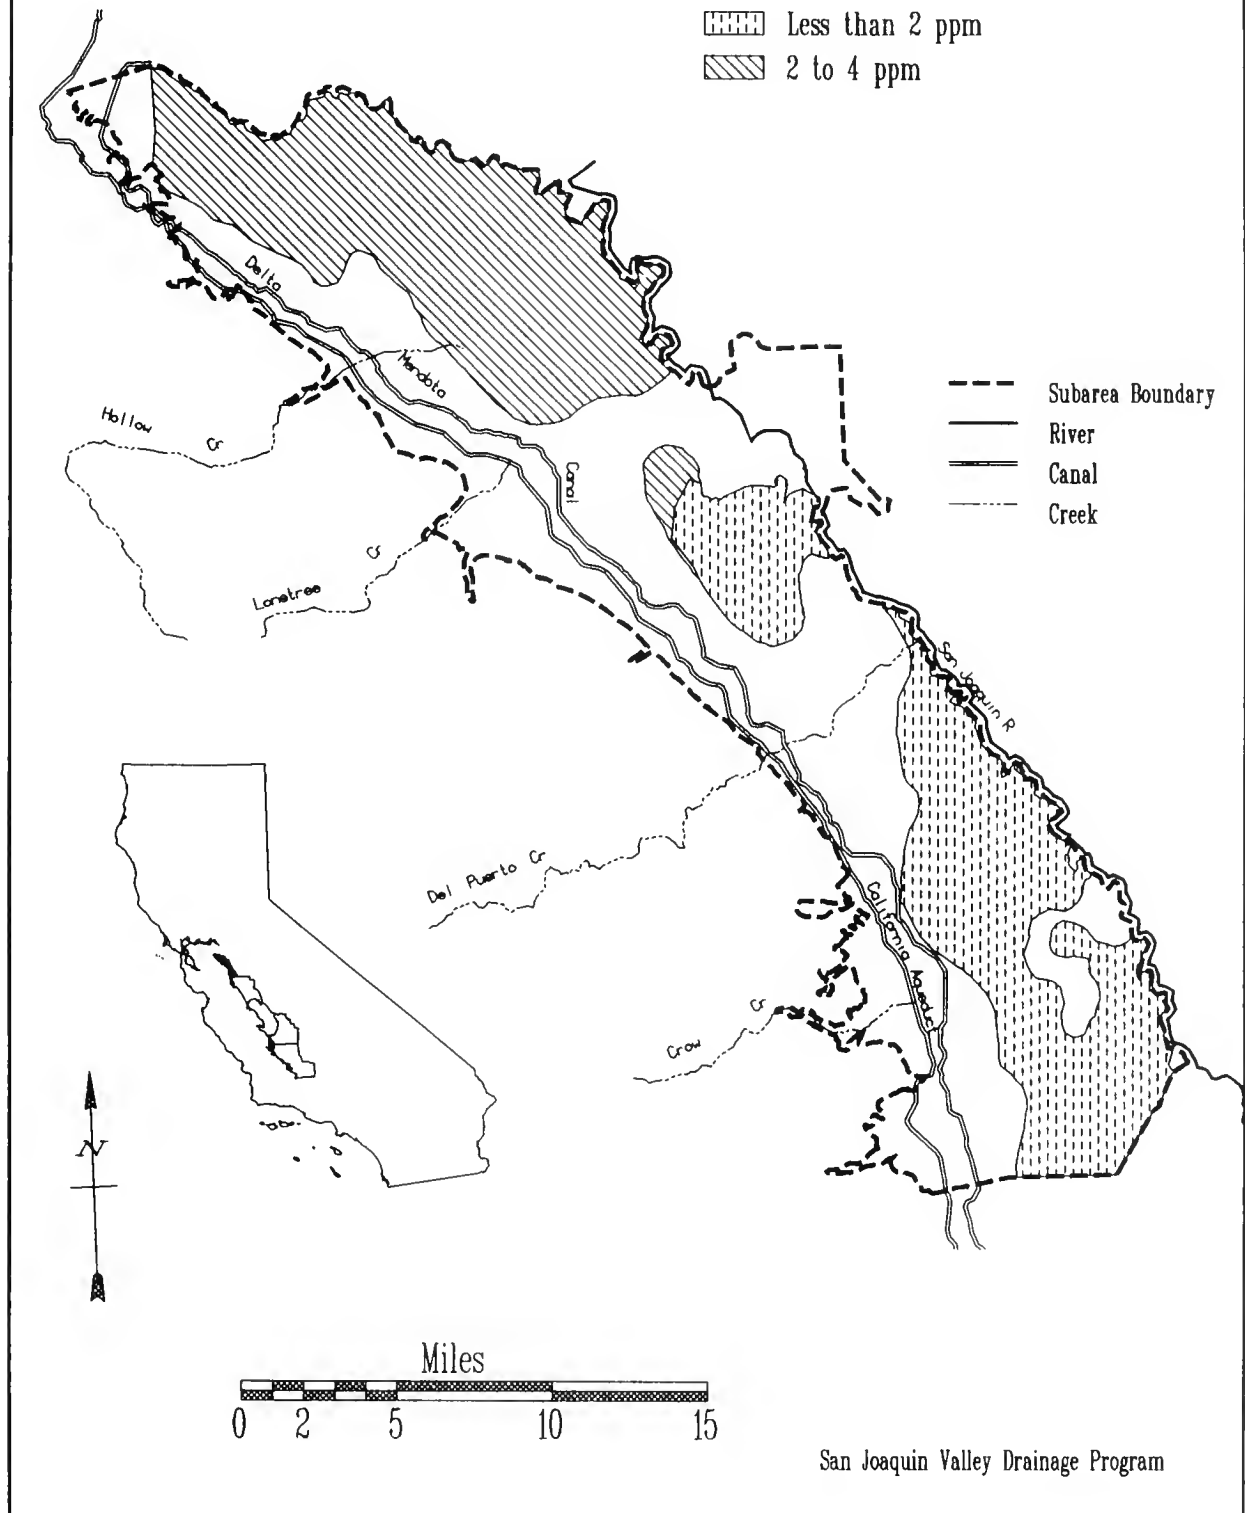 Less than 2 ppm
2 to 4 ppm
Delta
Mendota
Canal
Subarea Boundary
River
Canal
Creek
Hollow Cr
Lonetree Cr
San Joaquin R
Del Puerto Cr
California Aqueduct
Crow Cr
N
Miles
0 2 5 10 15
San Joaquin Valley Drainage Program